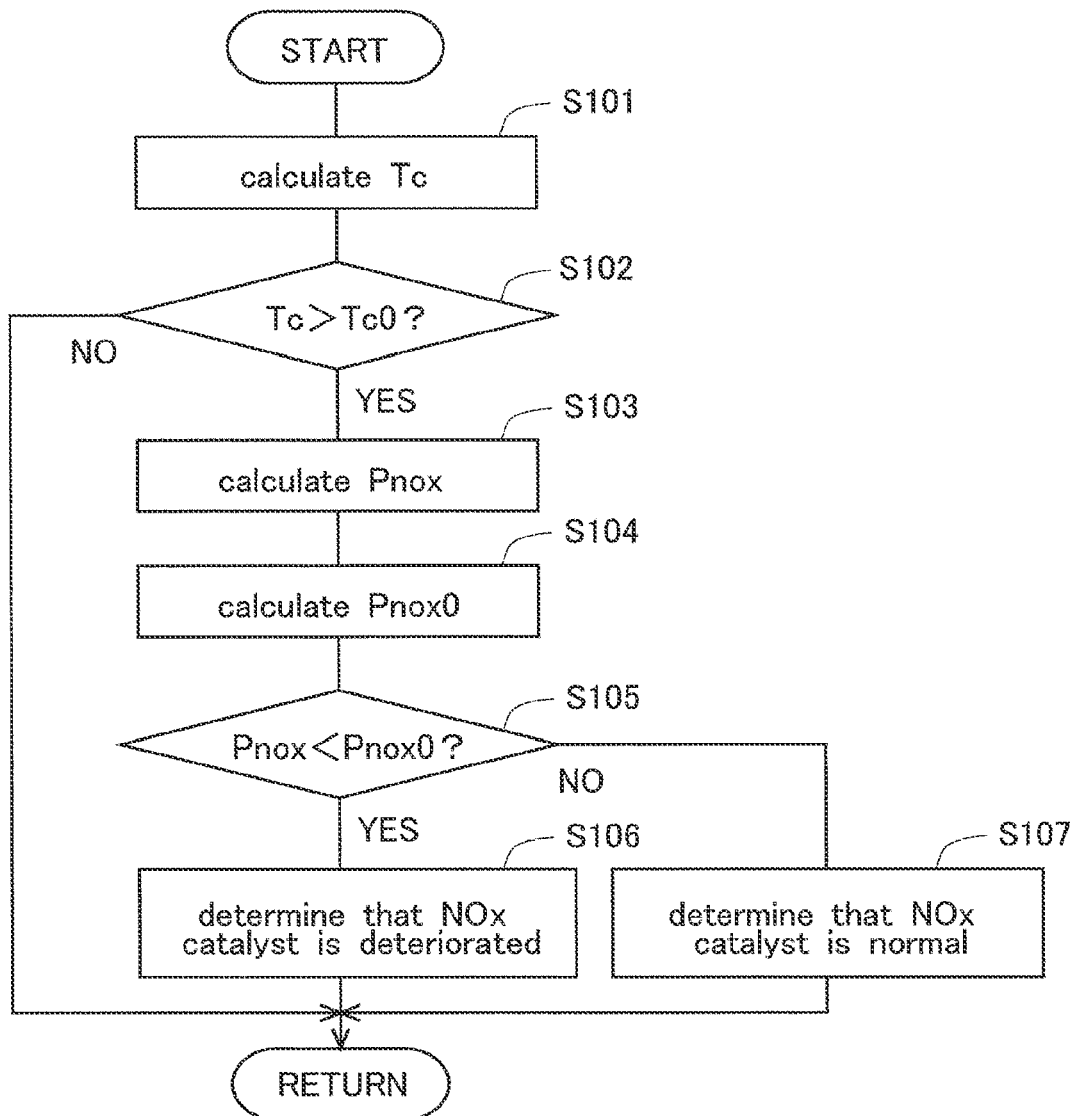 START
S101
calculate Tc
S102
Tc>Tc0?
NO
YES
S103
calculate Pnox
S104
calculate Pnox0
S105
Pnox<Pnox0?
NO
YES
S106
S107
determine that NOx
catalyst is deteriorated
determine that NOx
catalyst is normal
RETURN